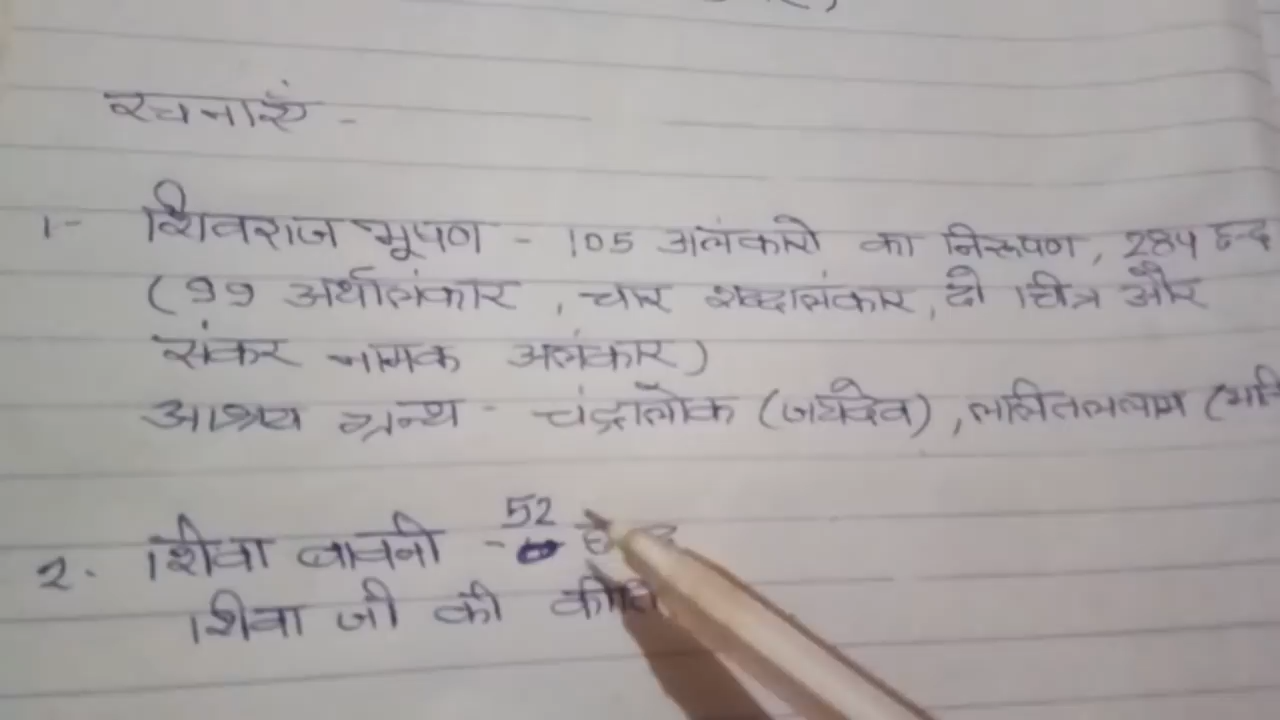 रचनाएँ -
1- शिवराज भूषण - 105 अलंकारो का निरूपण, 284 छन्द
(99 अर्थालंकार, चार शब्दालंकार, दो चित्र और
संकर नामक अलंकार)
आश्रय ग्रन्थ - चंद्रालोक (जयदेव), ललितललाम (मति
2. शिवा बावनी - 52
शिवा जी की कीर्ति